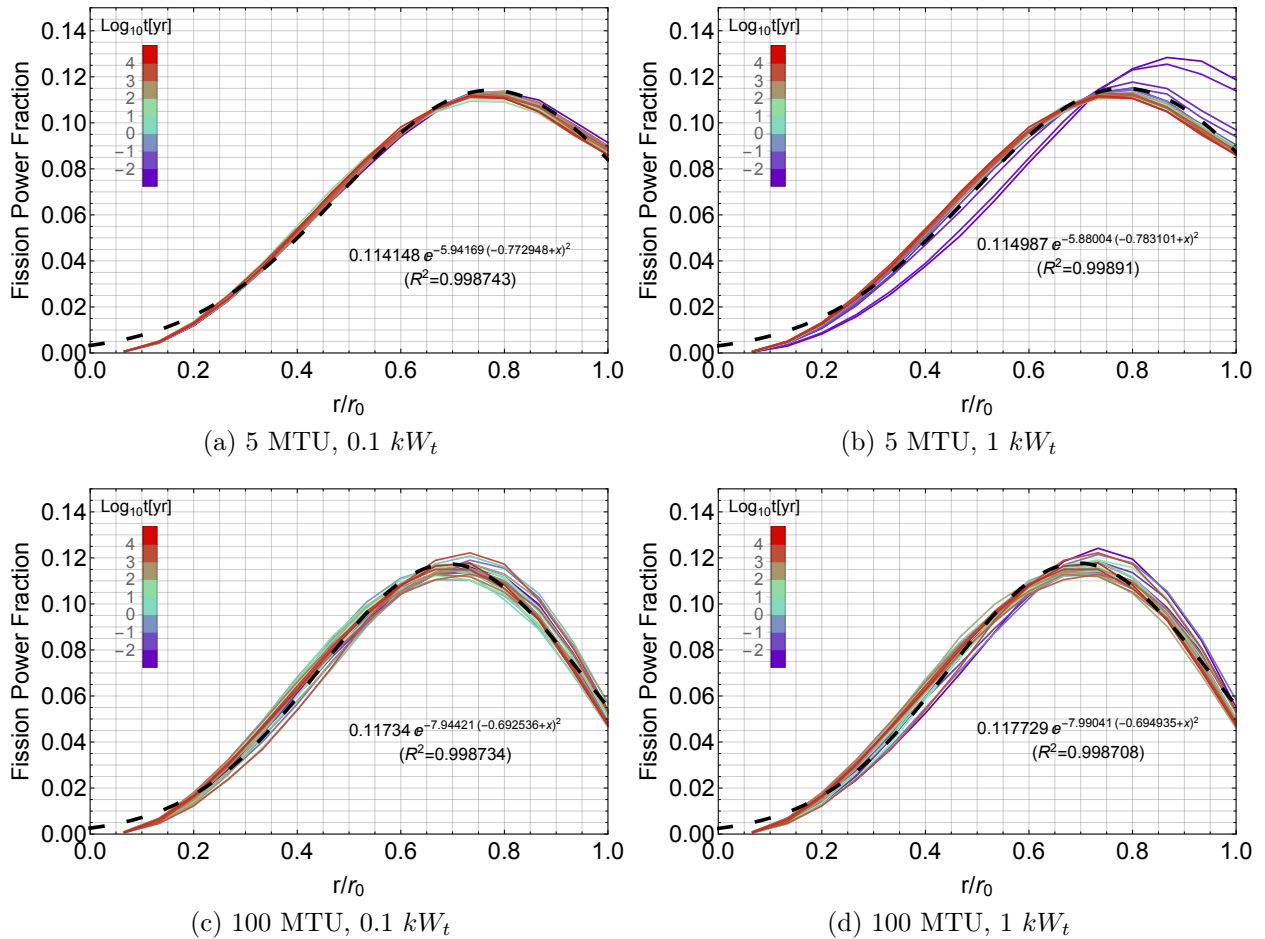 Log₁₀t[yr]
4
3
2
1
0
−1
−2
Fission Power Fraction
0.14
0.12
0.10
0.08
0.06
0.04
0.02
0.00
0.114148 e^{−5.94169 (−0.772948+x)²}
(R²=0.998743)
0.0 0.2 0.4 0.6 0.8 1.0
r/r₀
(a) 5 MTU, 0.1 kWₜ
Log₁₀t[yr]
4
3
2
1
0
−1
−2
Fission Power Fraction
0.14
0.12
0.10
0.08
0.06
0.04
0.02
0.00
0.114987 e^{−5.88004 (−0.783101+x)²}
(R²=0.99891)
0.0 0.2 0.4 0.6 0.8 1.0
r/r₀
(b) 5 MTU, 1 kWₜ
Log₁₀t[yr]
4
3
2
1
0
−1
−2
Fission Power Fraction
0.14
0.12
0.10
0.08
0.06
0.04
0.02
0.00
0.11734 e^{−7.94421 (−0.692536+x)²}
(R²=0.998734)
0.0 0.2 0.4 0.6 0.8 1.0
r/r₀
(c) 100 MTU, 0.1 kWₜ
Log₁₀t[yr]
4
3
2
1
0
−1
−2
Fission Power Fraction
0.14
0.12
0.10
0.08
0.06
0.04
0.02
0.00
0.117729 e^{−7.99041 (−0.694935+x)²}
(R²=0.998708)
0.0 0.2 0.4 0.6 0.8 1.0
r/r₀
(d) 100 MTU, 1 kWₜ